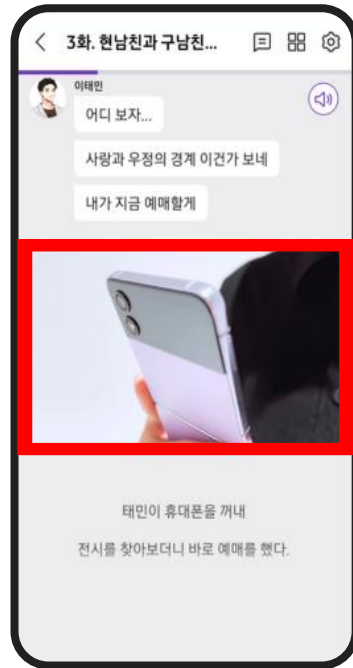 3화. 현남친과 구남친...
이태민
어디 보자...
사랑과 우정의 경계 이건가 보네
내가 지금 예매할게
태민이 휴대폰을 꺼내
전시를 찾아보더니 바로 예매를 했다.